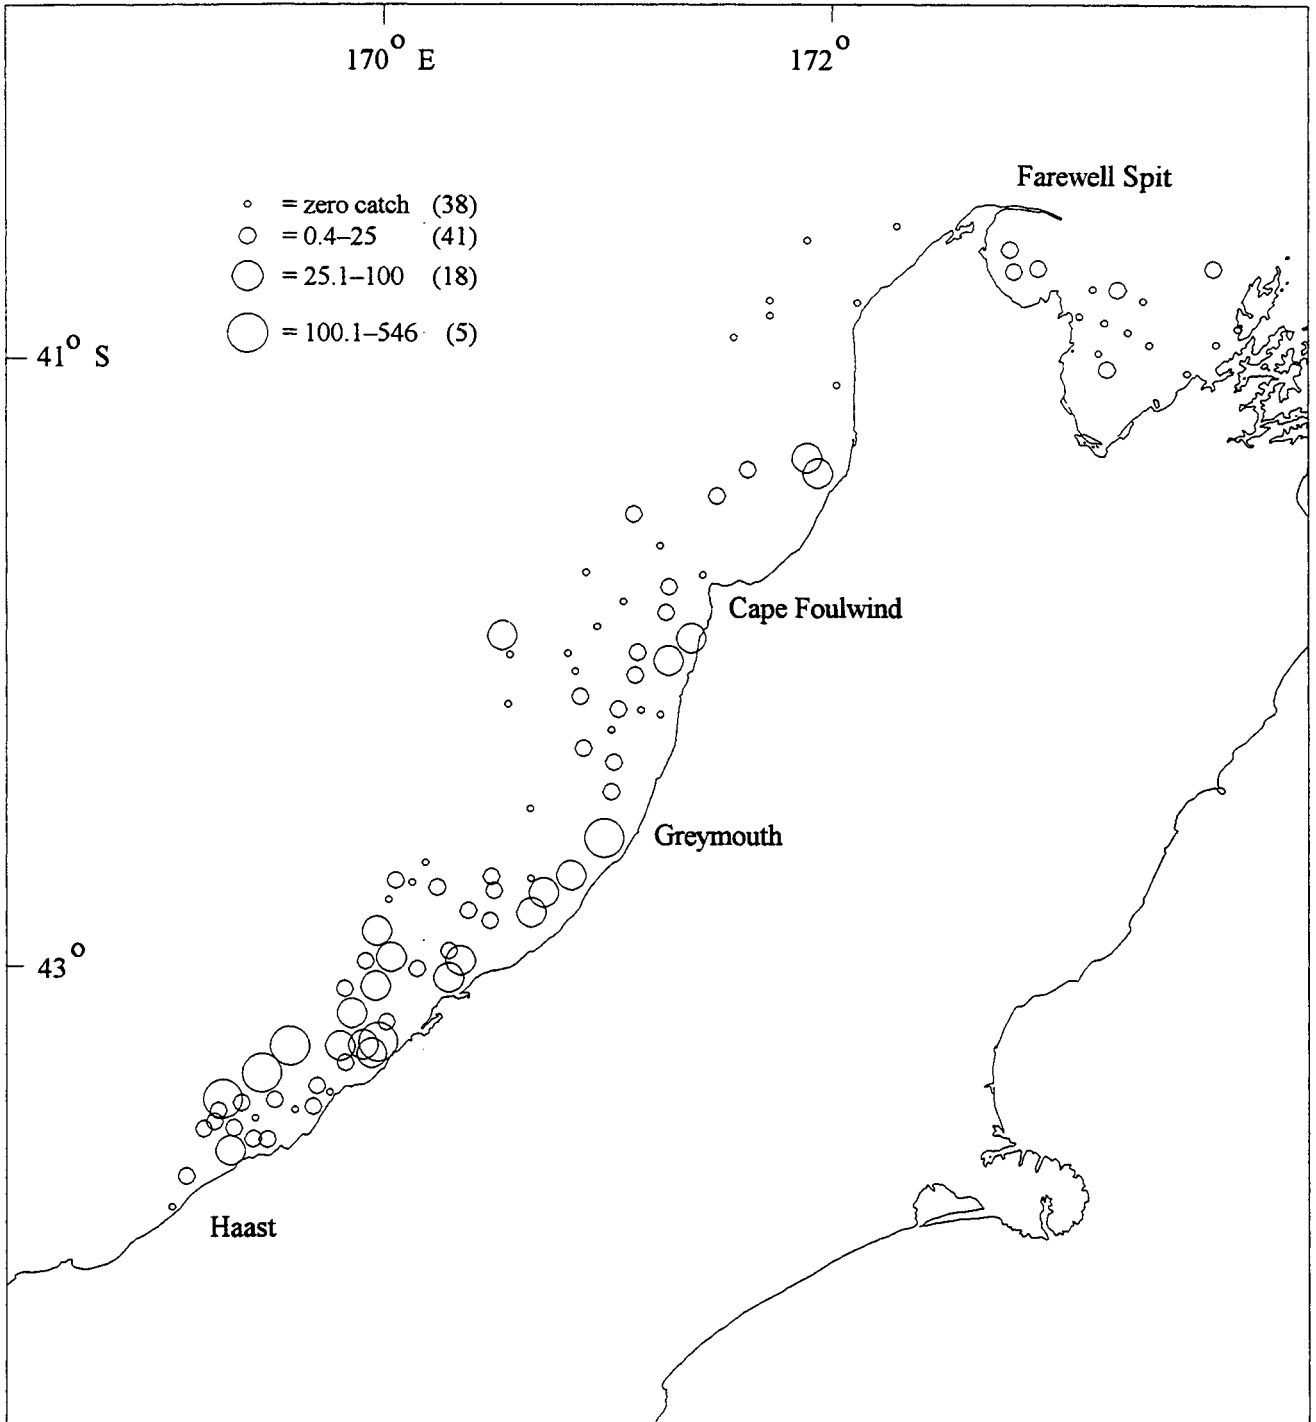 170° E
172°
Farewell Spit
= zero catch (38)
= 0.4–25 (41)
= 25.1–100 (18)
= 100.1–546 (5)
41° S
Cape Foulwind
Greymouth
43°
Haast